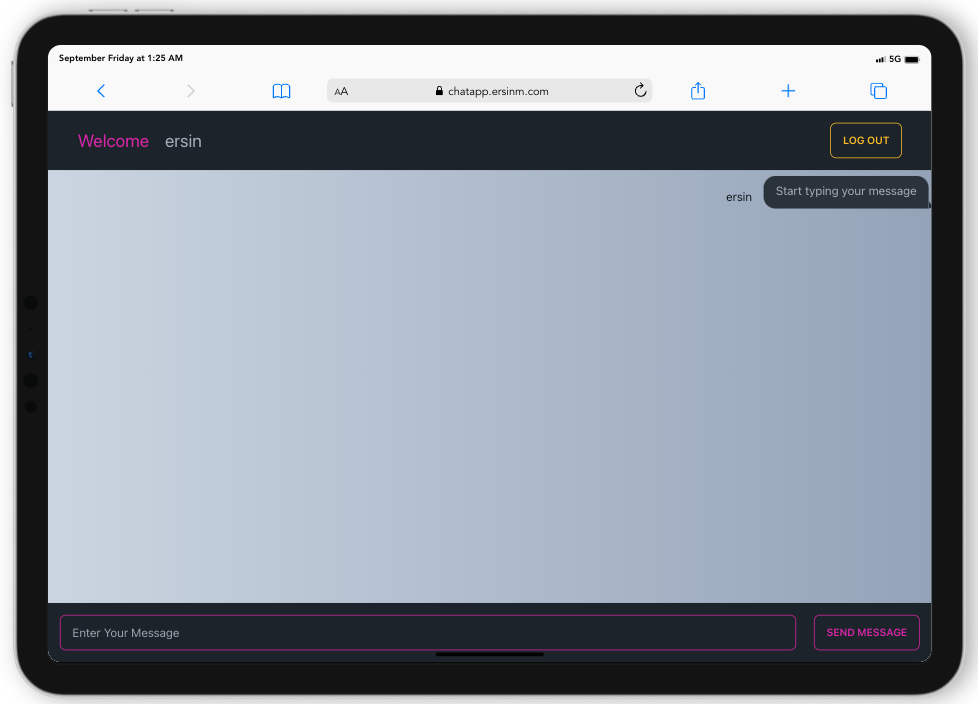 September Friday at 1:25 AM
5G
AA
chatapp.ersinm.com
Welcome ersin
LOG OUT
ersin
Start typing your message
Enter Your Message
SEND MESSAGE